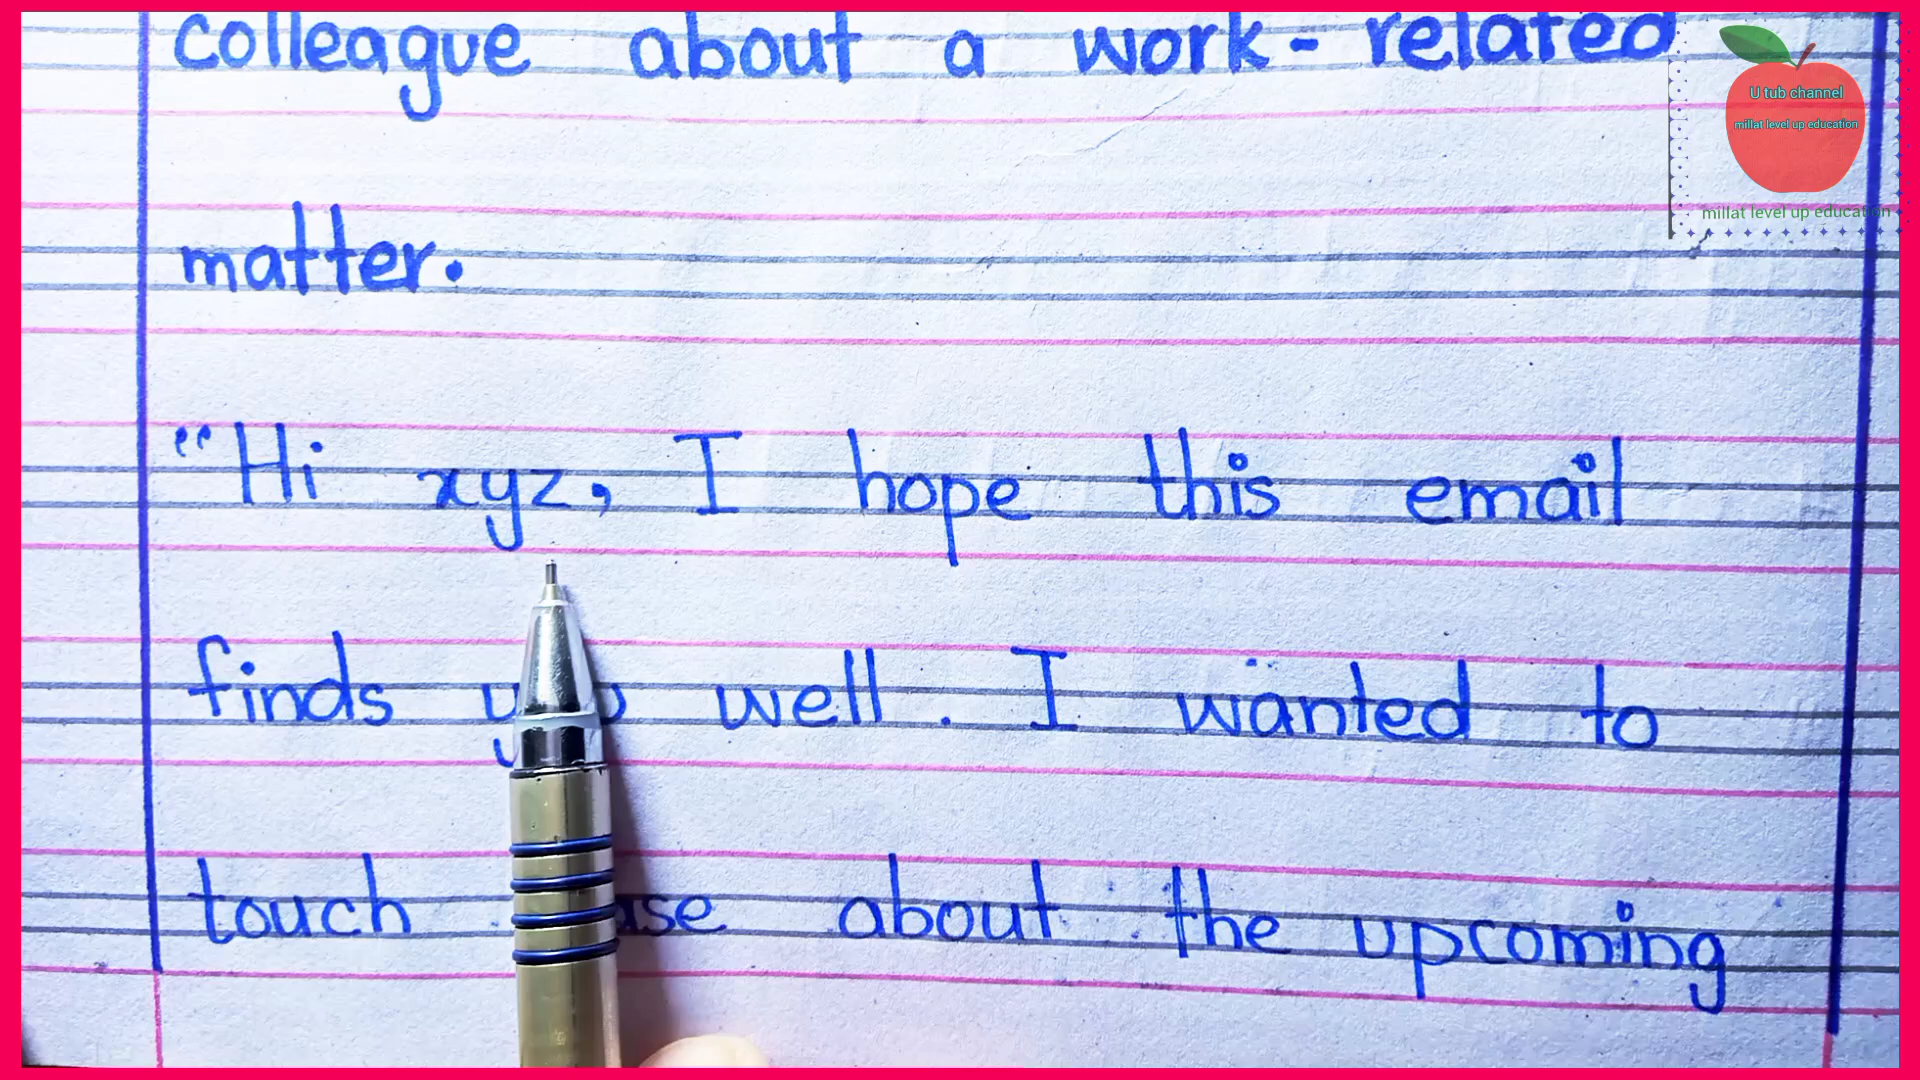 colleague about a work-related
U tub channel
millat level up education
millat level up education
matter.
"Hi xyz, I hope this email
finds you well. I wanted to
touch about the upcoming